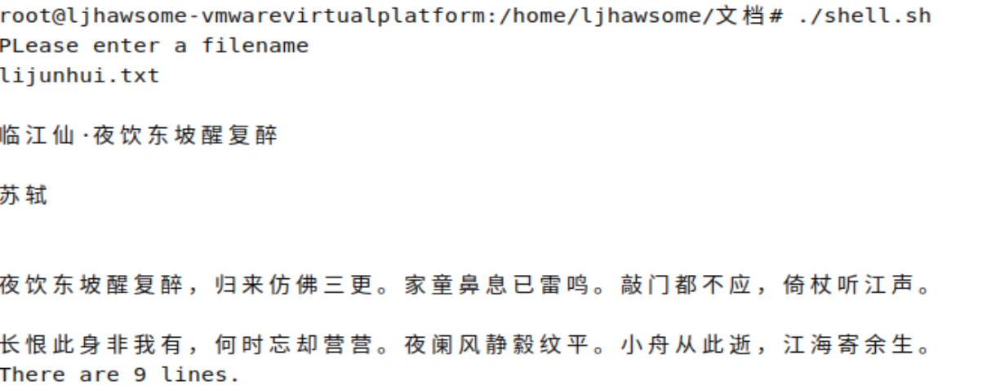 root@ljhawsome-vmwarevirtualplatform:/home/ljhawsome/文档# ./shell.sh
PLease enter a filename
lijunhui.txt
临江仙·夜饮东坡醒复醉
苏轼
夜饮东坡醒复醉，归来仿佛三更。家童鼻息已雷鸣。敲门都不应，倚杖听江声。
长恨此身非我有，何时忘却营营。夜阑风静縠纹平。小舟从此逝，江海寄余生。
There are 9 lines.